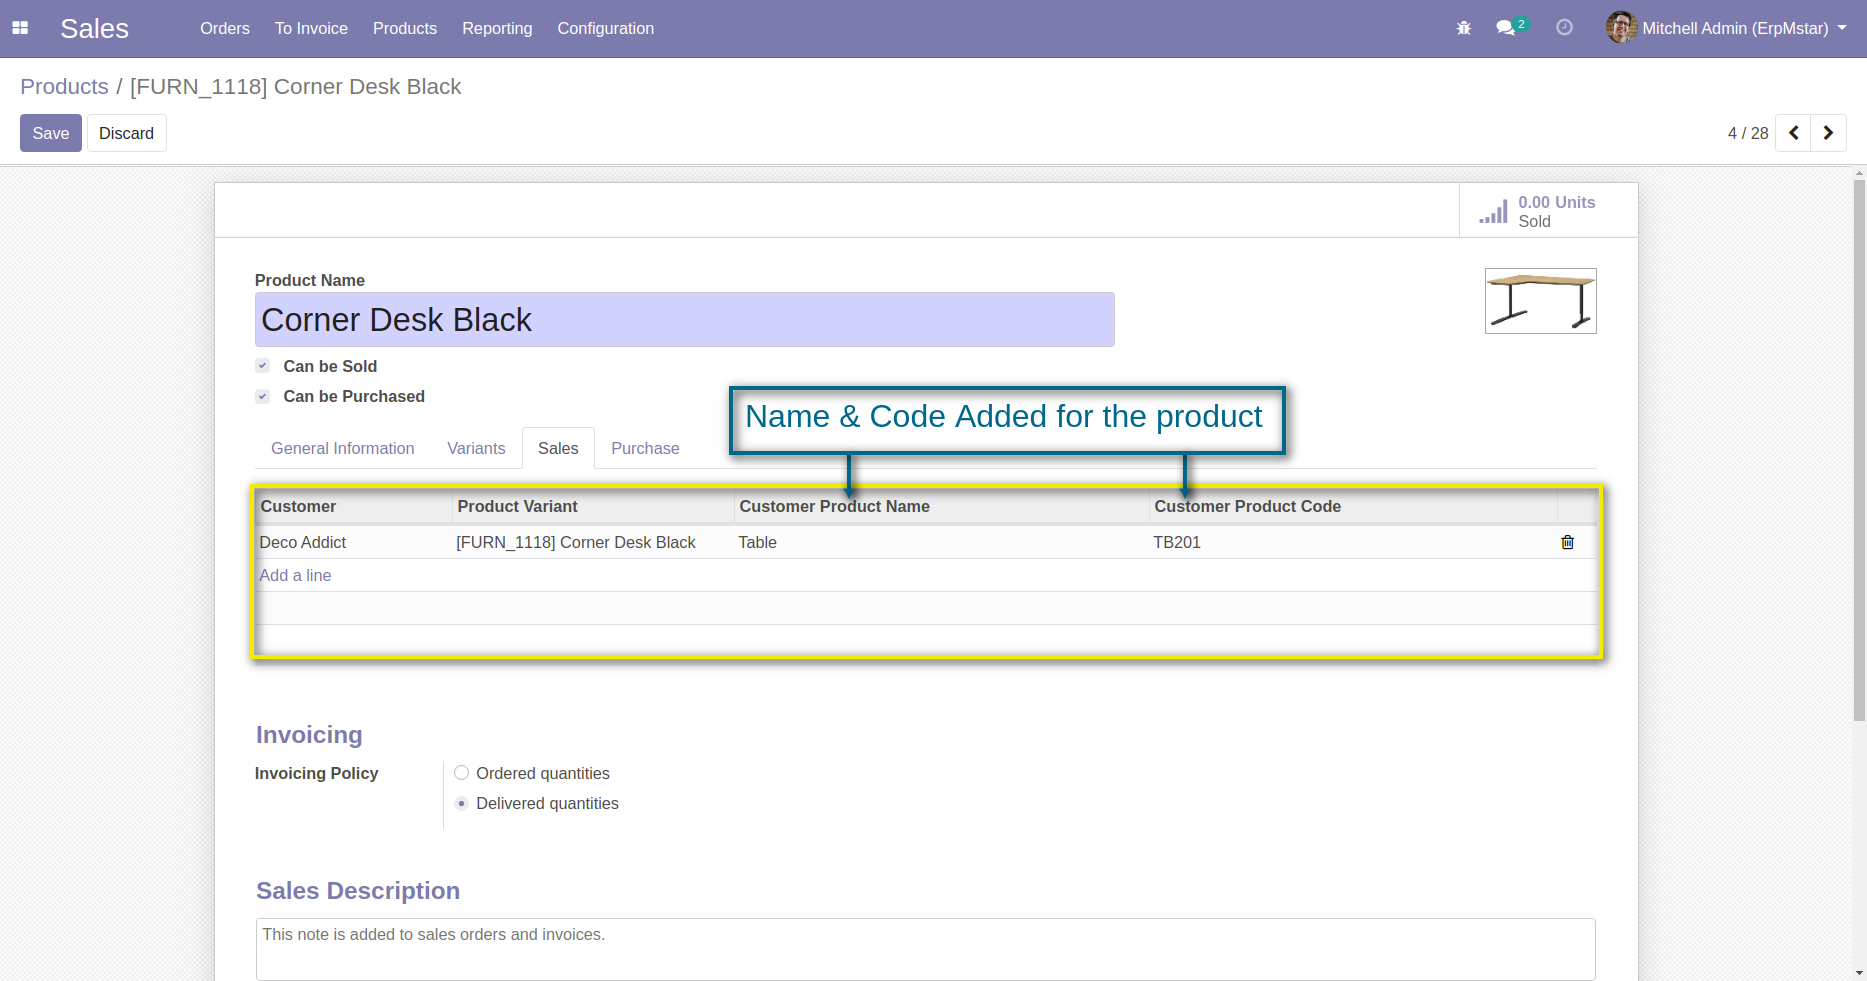 Sales Orders To Invoice Products Reporting Configuration 2 Mitchell Admin (ErpMstar)
Products / [FURN_1118] Corner Desk Black
Save Discard 4 / 28
0.00 Units
Sold
Product Name
Corner Desk Black
Can be Sold
Can be Purchased
Name & Code Added for the product
General Information Variants Sales Purchase
Customer Product Variant Customer Product Name Customer Product Code
Deco Addict [FURN_1118] Corner Desk Black Table TB201
Add a line
Invoicing
Invoicing Policy Ordered quantities
Delivered quantities
Sales Description
This note is added to sales orders and invoices.